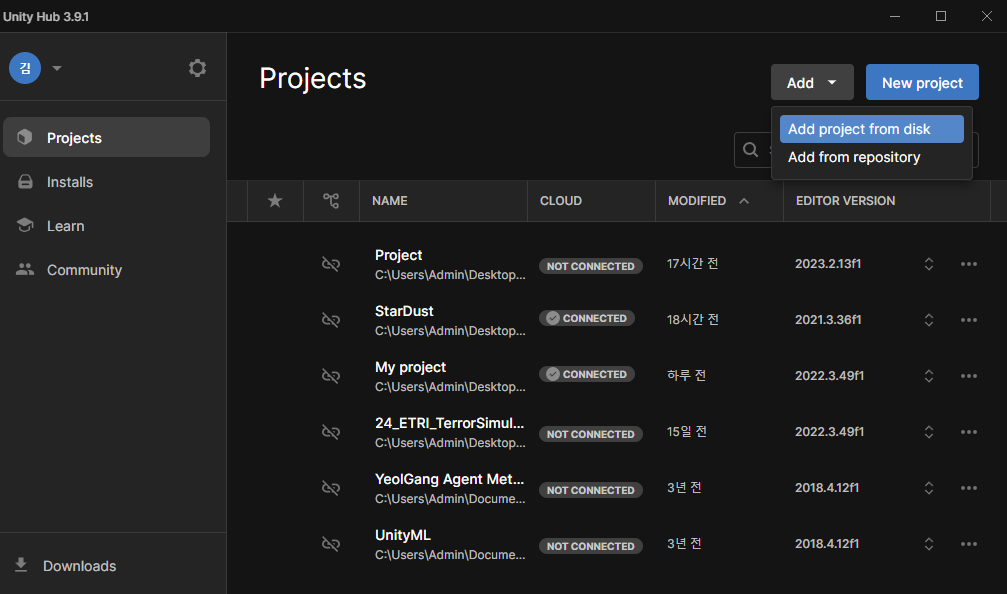 Unity Hub 3.9.1
김
Projects
Installs
Learn
Community
Downloads
Projects
Add
New project
Add project from disk
Add from repository
NAME
CLOUD
MODIFIED
EDITOR VERSION
Project
C:\Users\Admin\Desktop...
NOT CONNECTED
17시간 전
2023.2.13f1
StarDust
C:\Users\Admin\Desktop...
CONNECTED
18시간 전
2021.3.36f1
My project
C:\Users\Admin\Desktop...
CONNECTED
하루 전
2022.3.49f1
24_ETRI_TerrorSimul...
C:\Users\Admin\Desktop...
NOT CONNECTED
15일 전
2022.3.49f1
YeolGang Agent Met...
C:\Users\Admin\Docume...
NOT CONNECTED
3년 전
2018.4.12f1
UnityML
C:\Users\Admin\Docume...
NOT CONNECTED
3년 전
2018.4.12f1